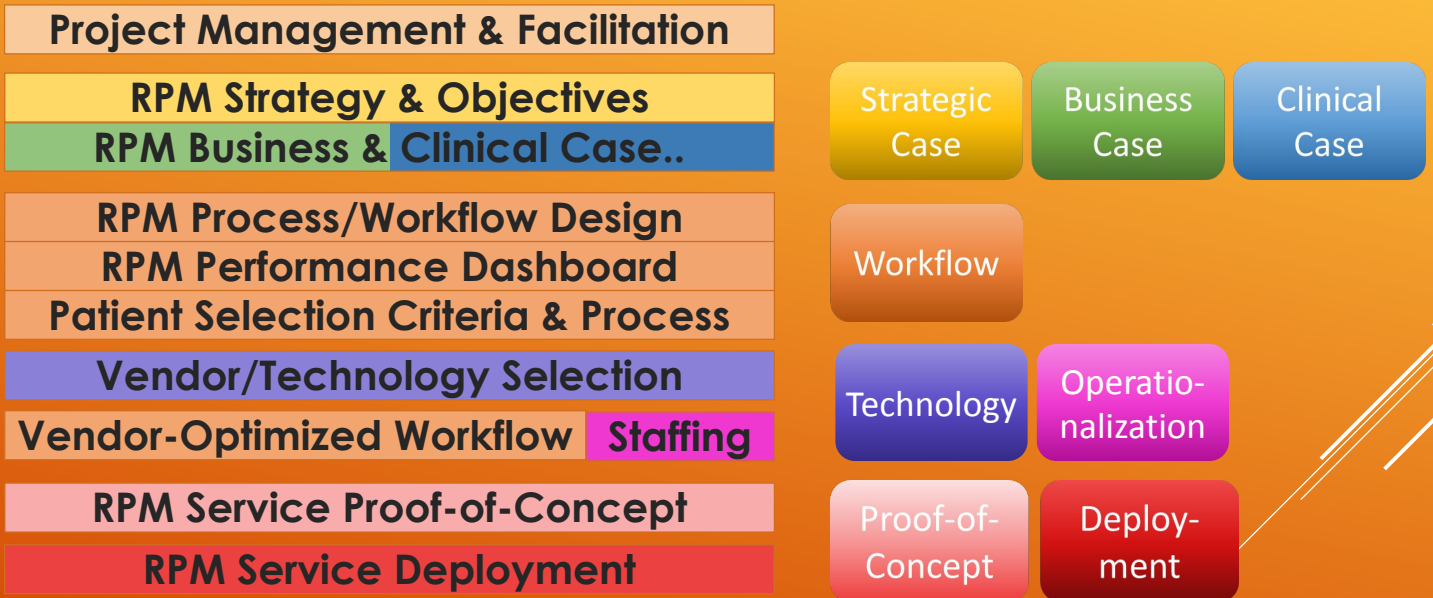 Project Management & Facilitation
RPM Strategy & Objectives
RPM Business & Clinical Case..
RPM Process/Workflow Design
RPM Performance Dashboard
Patient Selection Criteria & Process
Vendor/Technology Selection
Vendor-Optimized Workflow Staffing
RPM Service Proof-of-Concept
RPM Service Deployment
Strategic
Case
Business
Case
Clinical
Case
Workflow
Technology
Operatio-
nalization
Proof-of-
Concept
Deploy-
ment